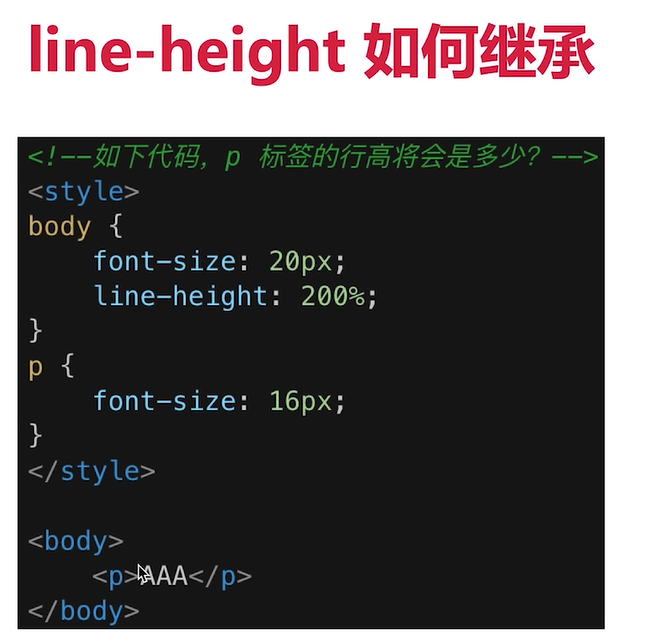 line-height 如何继承
<!--如下代码，p 标签的行高将会是多少？-->
<style>
body {
    font-size: 20px;
    line-height: 200%;
}
p {
    font-size: 16px;
}
</style>

<body>
    <p>AAA</p>
</body>